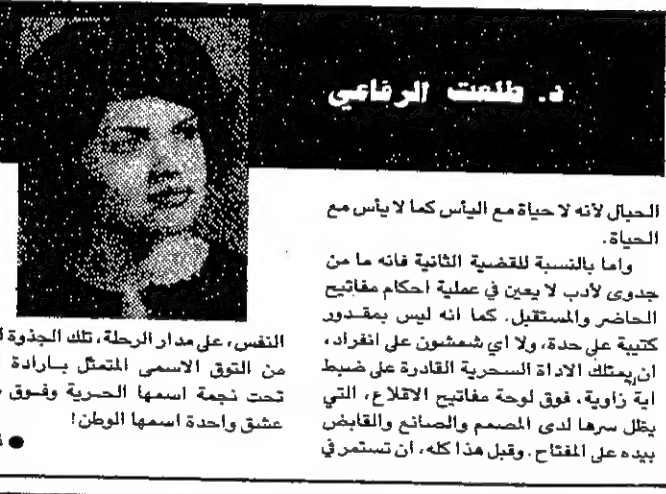 د. طلعت الرفاعي
الحبال لأنه لا حياة مع اليأس كما لا يأس مع
الحياة.
واما بالنسبة للقضية الثانية فانه ما من
جدوى لأدب لا يعين في عملية احكام مفاتيح
الحاضر والمستقبل. كما انه ليس بمقدور
كتيبة على حدة، ولا اي شمشون على انفراد،
ان يمتلك الاداة السحرية القادرة على ضبط
اية زاوية، فوق لوحة مفاتيح الاقلاع، التي
يظل سرها لدى المصمم والصانع والقابض
بيده على المفتاح. وقبل هذا كله، ان تستمر في
النفس، على مدار الرحلة، تلك الجذوة
من التوق الاسمى المتمثل بارادة
تحت نجمة اسمها الحرية وفوق
عشق واحدة اسمها الوطن!